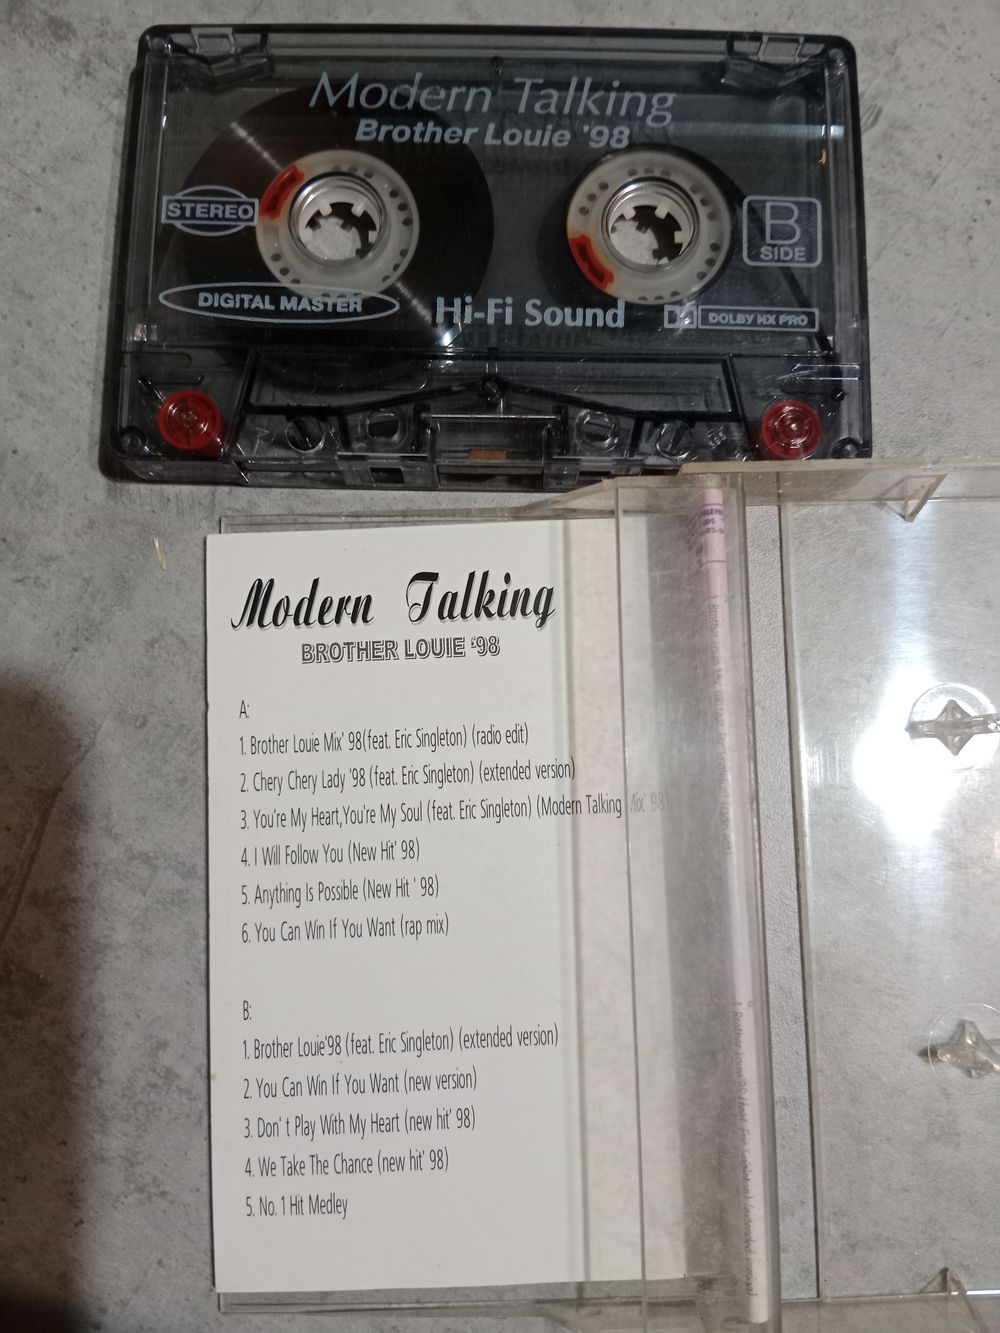 Modern Talking
Brother Louie '98
STEREO
B
SIDE
DIGITAL MASTER
Hi-Fi Sound
DOLBY HX PRO
Modern Talking
BROTHER LOUIE '98
A:
1. Brother Louie Mix' 98(feat. Eric Singleton) (radio edit)
2. Chery Chery Lady '98 (feat. Eric Singleton) (extended version)
3. You're My Heart,You're My Soul (feat. Eric Singleton) (Modern Talking Mix' 98)
4. I Will Follow You (New Hit' 98)
5. Anything Is Possible (New Hit ' 98)
6. You Can Win If You Want (rap mix)
B:
1. Brother Louie'98 (feat. Eric Singleton) (extended version)
2. You Can Win If You Want (new version)
3. Don' t Play With My Heart (new hit' 98)
4. We Take The Chance (new hit' 98)
5. No. 1 Hit Medley